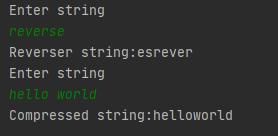 Enter string
reverse
Reverser string:esrever
Enter string
hello world
Compressed string:helloworld